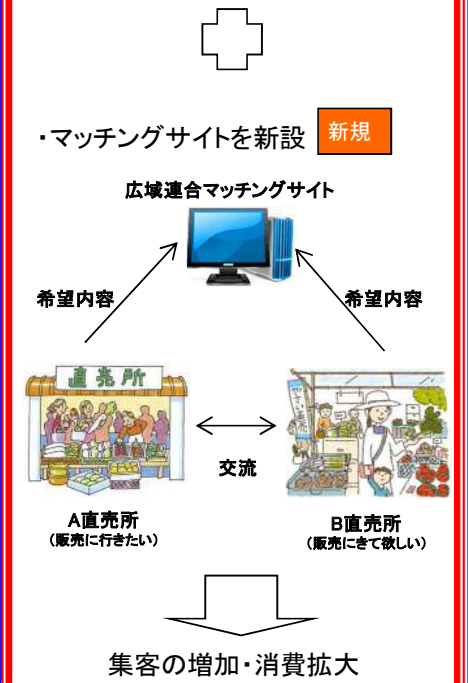 ・マッチングサイトを新設 新規
広域連合マッチングサイト
希望内容 希望内容
直売所
交流
A直売所 B直売所
(販売に行きたい) (販売にきて欲しい)
集客の増加・消費拡大